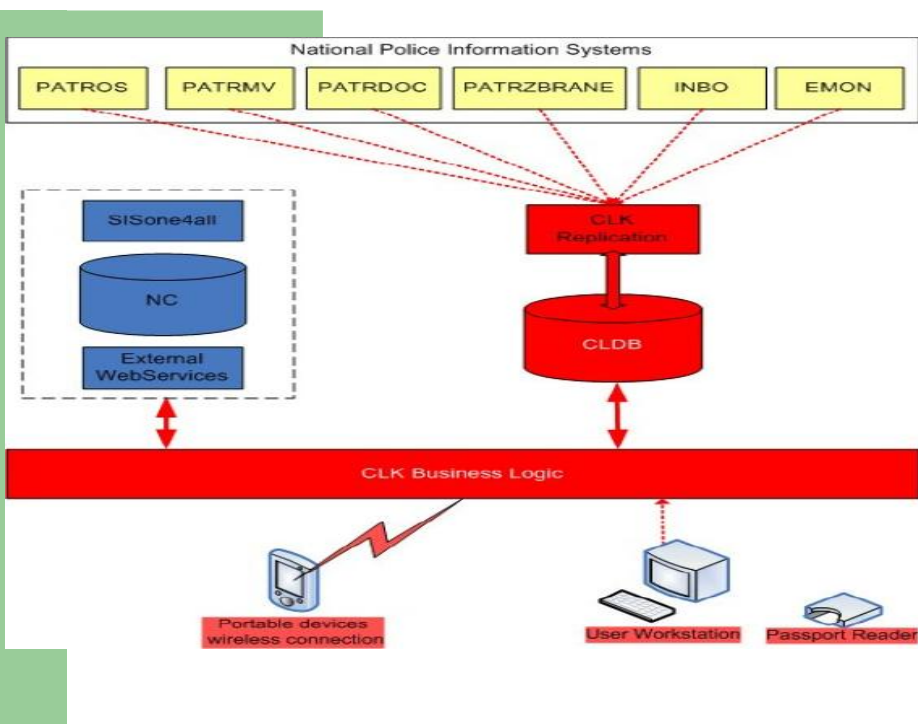 National Police Information Systems
PATROS PATRMV PATRDOC PATRZBRANE INBO EMON
SISone4all
CLK
Replication
NC
CLDB
External
WebServices
CLK Business Logic
Portable devices
wireless connection
User Workstation
Passport Reader